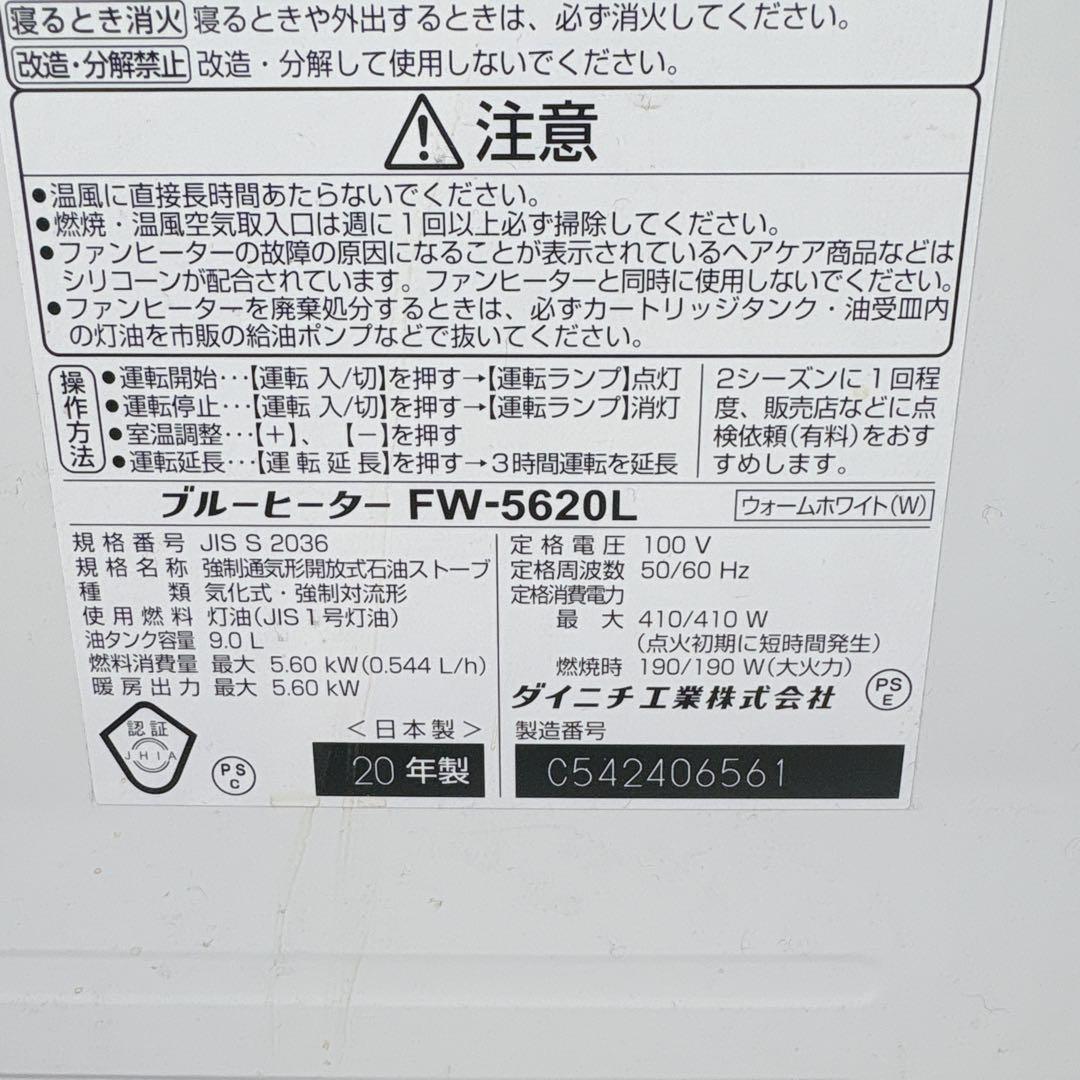 寝るとき消火 寝るときや外出するときは、必ず消火してください。
改造・分解禁止 改造・分解して使用しないでください。
注意
●温風に直接長時間あたらないでください。
●燃焼・温風空気取入口は週に1回以上必ず掃除してください。
●ファンヒーターの故障の原因になることが表示されているヘアケア商品などは
シリコーンが配合されています。ファンヒーターと同時に使用しないでください。
●ファンヒーターを廃棄処分するときは、必ずカートリッジタンク・油受皿内
の灯油を市販の給油ポンプなどで抜いてください。
操作方法
●運転開始・・・【運転 入/切】を押す→【運転ランプ】点灯
●運転停止・・・【運転 入/切】を押す→【運転ランプ】消灯
●室温調整・・・【＋】、【－】を押す
●運転延長・・・【運転延長】を押す→3時間運転を延長
2シーズンに1回程
度、販売店などに点
検依頼(有料)をおす
すめします。
ブルーヒーター FW-5620L
ウォームホワイト(W)
規格番号 JIS S 2036
規格名称 強制通気形開放式石油ストーブ
種類 気化式・強制対流形
使用燃料 灯油(JIS1号灯油)
油タンク容量 9.0 L
燃料消費量 最大 5.60 kW(0.544 L/h)
暖房出力 最大 5.60 kW
定格電圧 100 V
定格周波数 50/60 Hz
定格消費電力
最大 410/410 W
(点火初期に短時間発生)
燃焼時 190/190 W(大火力)
ダイニチ工業株式会社
PS
E
認証
JHIA
PS
C
<日本製>
20 年製
製造番号
C542406561